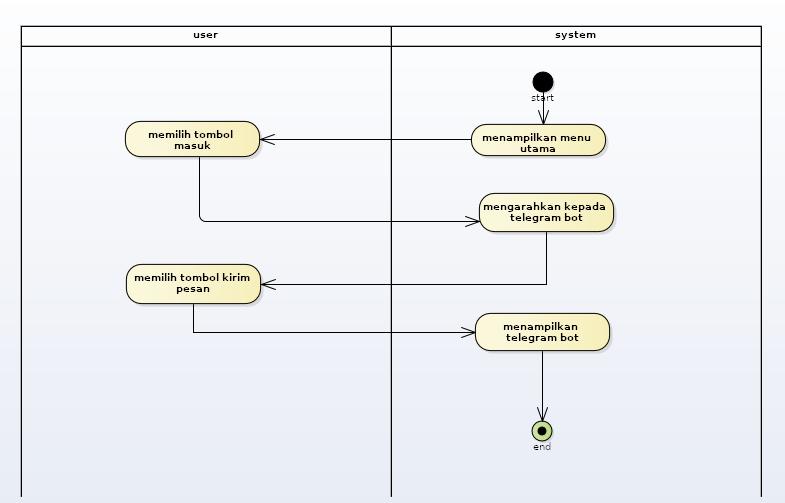 user
system
start
menampilkan menu
utama
memilih tombol
masuk
mengarahkan kepada
telegram bot
memilih tombol kirim
pesan
menampilkan
telegram bot
end